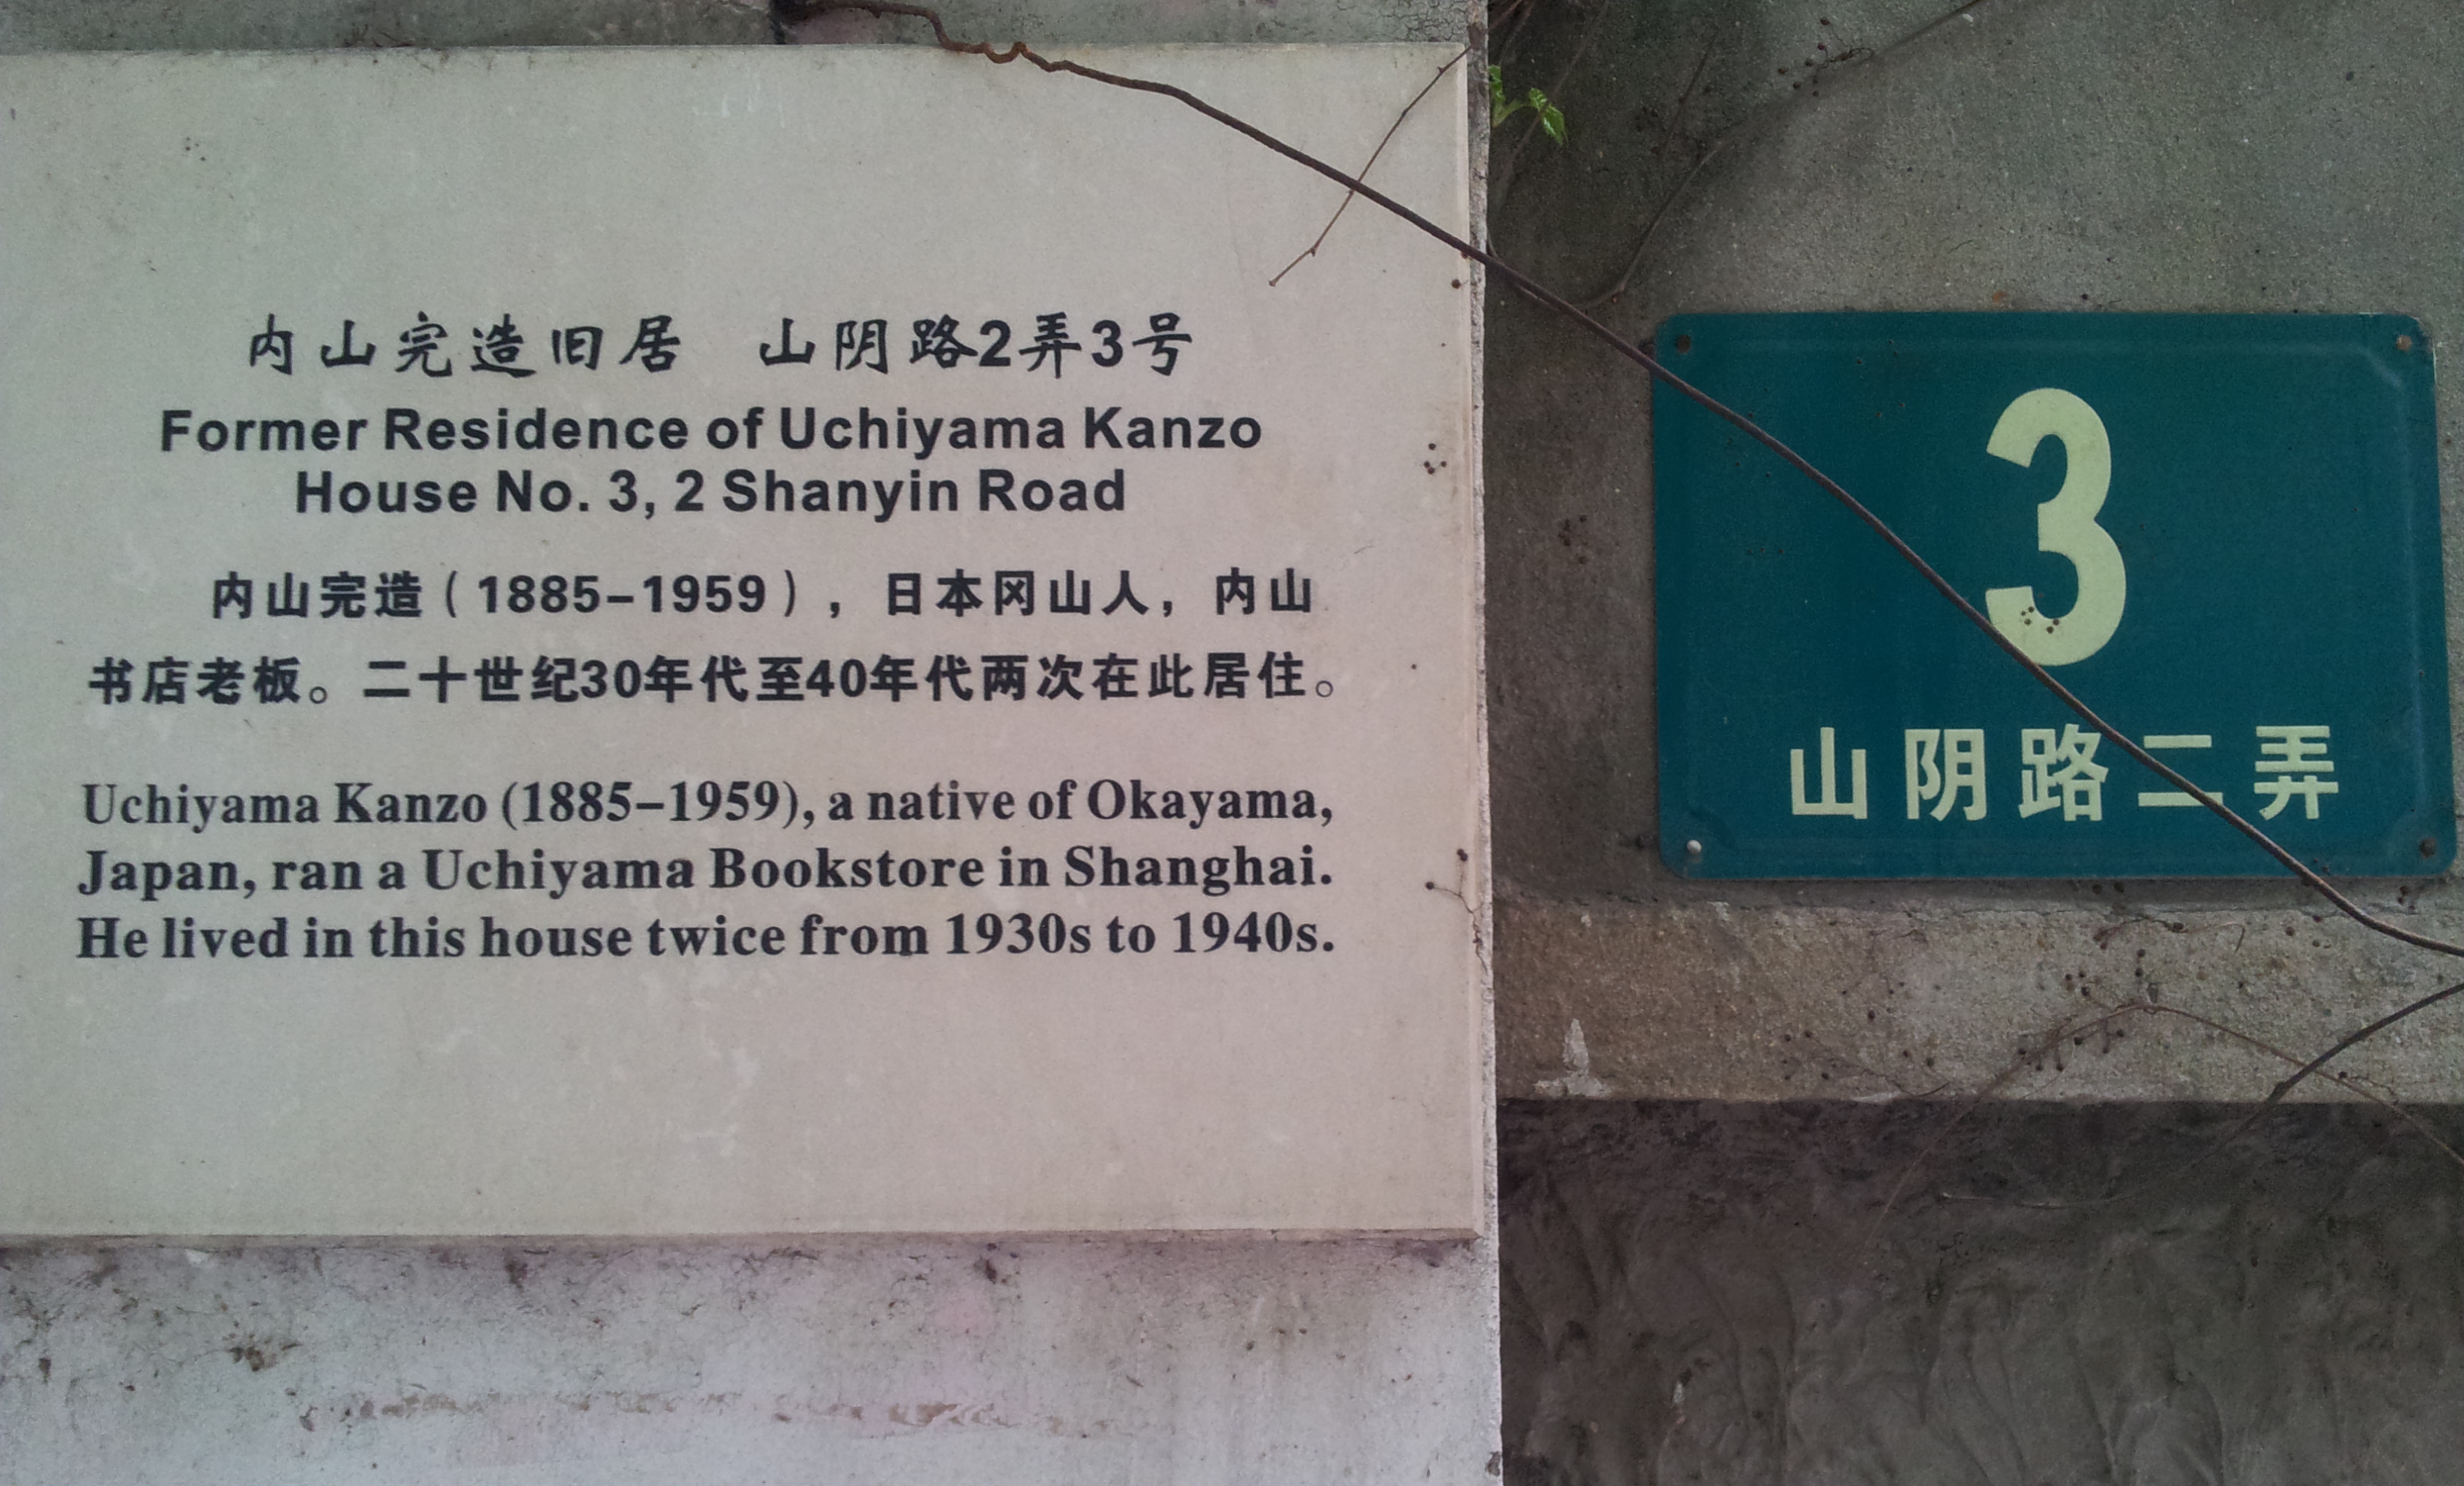 内山完造旧居 山阴路2弄3号
Former Residence of Uchiyama Kanzo
House No. 3, 2 Shanyin Road
内山完造（1885-1959），日本冈山人，内山
书店老板。二十世纪30年代至40年代两次在此居住。
Uchiyama Kanzo (1885-1959), a native of Okayama,
Japan, ran a Uchiyama Bookstore in Shanghai.
He lived in this house twice from 1930s to 1940s.
3
山阴路二弄